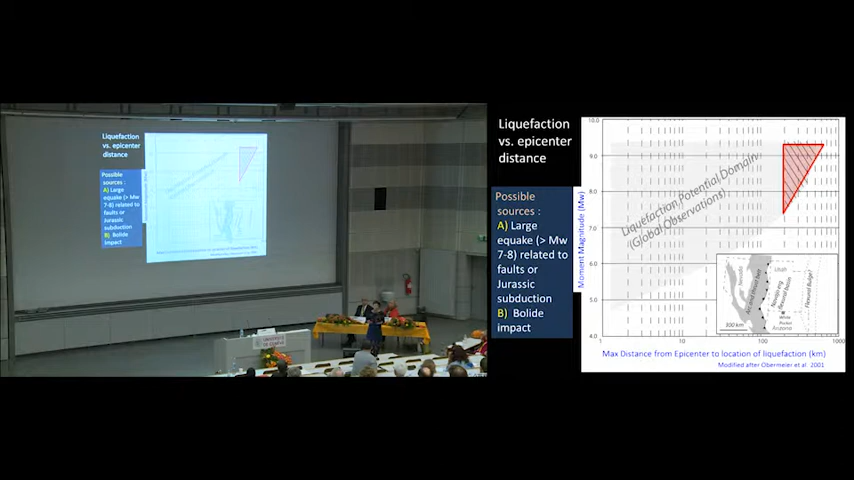 Liquefaction
vs. epicenter
distance
Possible
sources :
A) Large
equake (> Mw
7-8) related to
faults or
Jurassic
subduction
B) Bolide
impact
Liquefaction
vs. epicenter
distance
Possible
sources :
A) Large
equake (> Mw
7-8) related to
faults or
Jurassic
subduction
B) Bolide
impact
Moment Magnitude (Mw)
10.0
9.0
8.0
7.0
6.0
5.0
4.0
Liquefaction Potential Domain
(Global Observations)
Utah
Arizona
White
Pocket
Flexural Bulge?
300 km
1
10
100
1000
Max Distance from Epicenter to location of liquefaction (km)
Modified after Obermeier et al. 2001